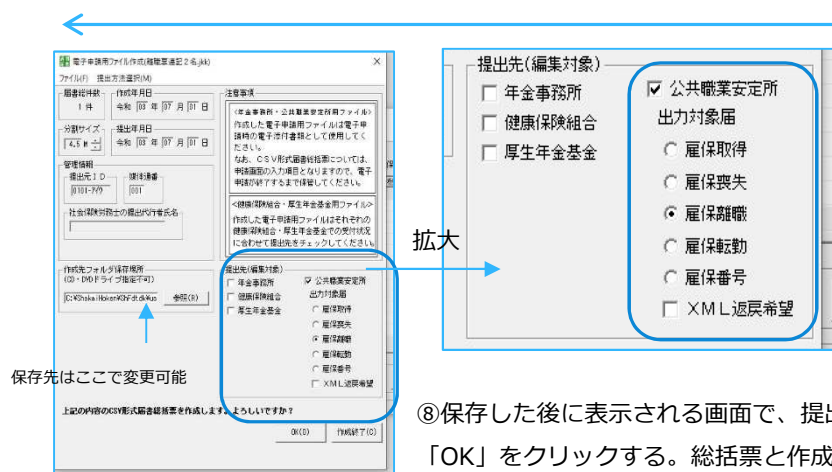 電子申請用ファイル作成(離職票連記２名.jkk)
ファイル(F) 提出方法選択(M)
届書総件数
1 件
作成年月日
令和 03 年 07 月 01 日
分割サイズ
4.5 M
提出年月日
令和 03 年 07 月 01 日
管理情報
提出元ＩＤ
0101-ｱｲｳ
媒体通番
001
社会保険労務士の提出代行者氏名
作成先フォルダ保存場所
(CD・DVDドライブ指定不可)
参照(R)
注意事項
<年金事務所・公共職業安定所用ファイル>
作成した電子申請用ファイルは電子申
請時の電子添付書類として使用してく
ださい。
なお、ＣＳＶ形式届書総括票については、
申請画面の入力項目となりますので、電子
申請が終了するまで保管してください。
<健康保険組合・厚生年金基金用ファイル>
作成した電子申請用ファイルはそれぞれの
健康保険組合・厚生年金基金での受付状況
に合わせて提出先をチェックしてください。
提出先(編集対象)
年金事務所
健康保険組合
厚生年金基金
公共職業安定所
出力対象届
雇保取得
雇保喪失
雇保離職
雇保転勤
雇保番号
ＸＭＬ返戻希望
上記の内容のCSV形式届書総括票を作成します。よろしいですか？
OK(O)
作成終了(C)
保存先はここで変更可能
拡大
提出先(編集対象)
年金事務所
健康保険組合
厚生年金基金
公共職業安定所
出力対象届
雇保取得
雇保喪失
雇保離職
雇保転勤
雇保番号
ＸＭＬ返戻希望
⑧保存した後に表示される画面で、提出
「OK」をクリックする。総括票と作成